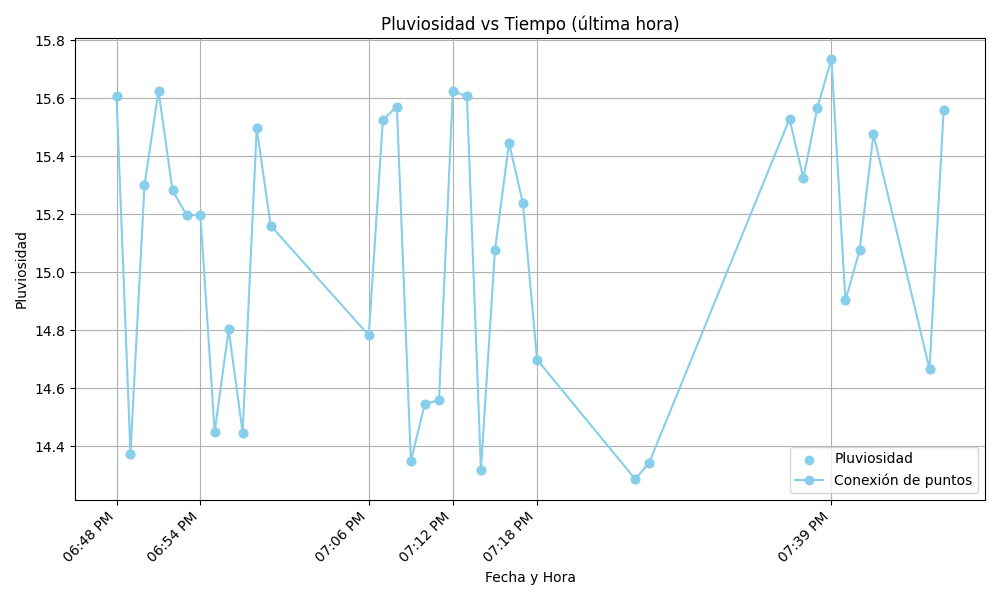 Pluviosidad vs Tiempo (última hora)
15.8
15.6
15.4
15.2
15.0
14.8
14.6
14.4
Pluviosidad
Pluviosidad
Conexión de puntos
06:48 PM
06:54 PM
07:06 PM
07:12 PM
07:18 PM
07:39 PM
Fecha y Hora